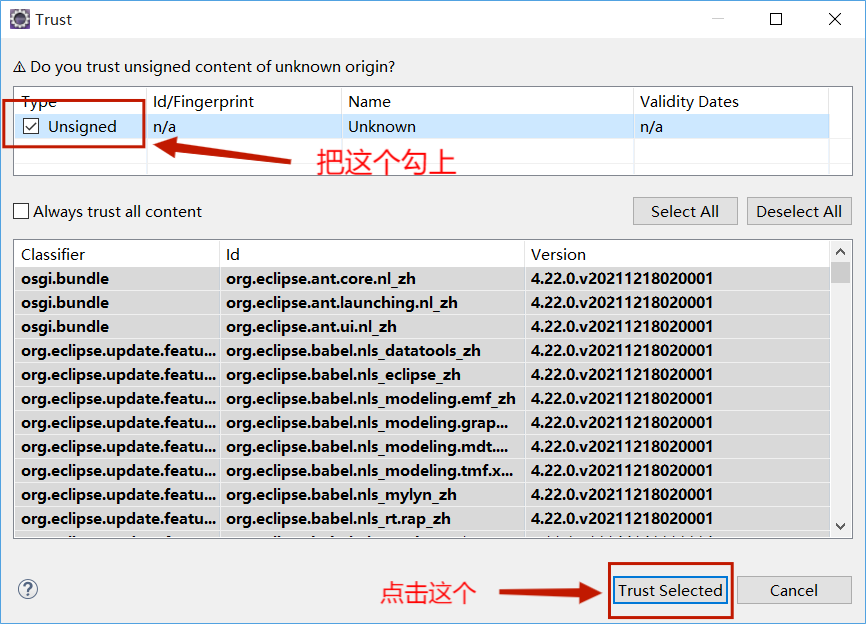 Trust
Do you trust unsigned content of unknown origin?
Type Id/Fingerprint Name Validity Dates
Unsigned n/a Unknown n/a
把这个勾上
Always trust all content Select All Deselect All
Classifier Id Version
osgi.bundle org.eclipse.ant.core.nl_zh 4.22.0.v20211218020001
osgi.bundle org.eclipse.ant.launching.nl_zh 4.22.0.v20211218020001
osgi.bundle org.eclipse.ant.ui.nl_zh 4.22.0.v20211218020001
org.eclipse.update.featu... org.eclipse.babel.nls_datatools_zh 4.22.0.v20211218020001
org.eclipse.update.featu... org.eclipse.babel.nls_eclipse_zh 4.22.0.v20211218020001
org.eclipse.update.featu... org.eclipse.babel.nls_modeling.emf_zh 4.22.0.v20211218020001
org.eclipse.update.featu... org.eclipse.babel.nls_modeling.grap... 4.22.0.v20211218020001
org.eclipse.update.featu... org.eclipse.babel.nls_modeling.mdt.... 4.22.0.v20211218020001
org.eclipse.update.featu... org.eclipse.babel.nls_modeling.tmf.x... 4.22.0.v20211218020001
org.eclipse.update.featu... org.eclipse.babel.nls_mylyn_zh 4.22.0.v20211218020001
org.eclipse.update.featu... org.eclipse.babel.nls_rt.rap_zh 4.22.0.v20211218020001
点击这个 Trust Selected Cancel